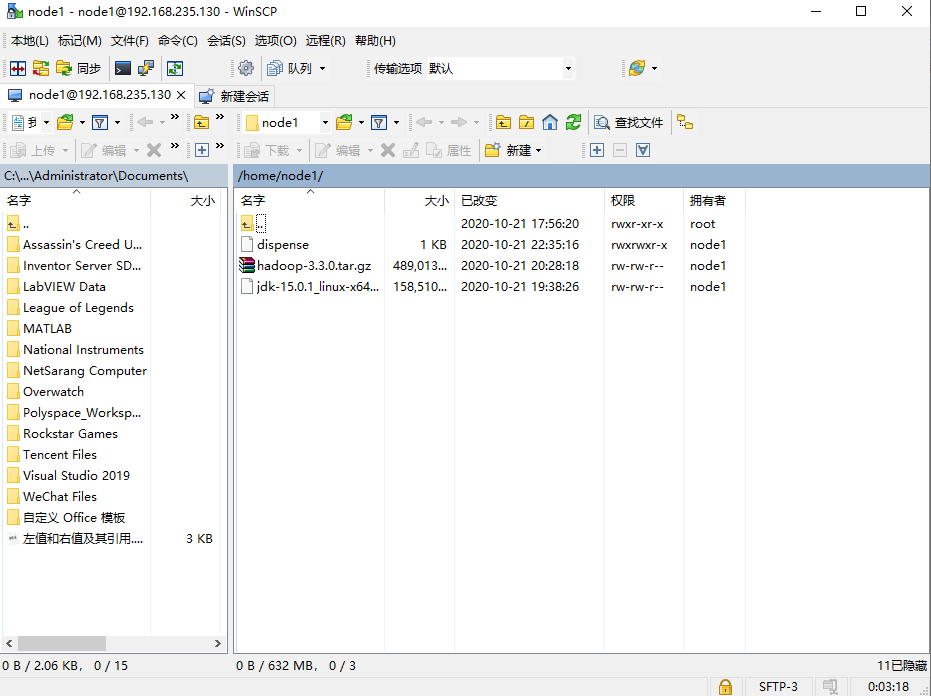 node1 - node1@192.168.235.130 - WinSCP
本地(L) 标记(M) 文件(F) 命令(C) 会话(S) 选项(O) 远程(R) 帮助(H)
同步 队列 传输选项 默认
node1@192.168.235.130 × 新建会话
我 node1 查找文件
上传 编辑 下载 编辑 属性 新建
C:\...\Administrator\Documents\ /home/node1/
名字 大小 名字 大小 已改变 权限 拥有者
.. .. 2020-10-21 17:56:20 rwxr-xr-x root
Assassin's Creed U... dispense 1 KB 2020-10-21 22:35:16 rwxrwxr-x node1
Inventor Server SD... hadoop-3.3.0.tar.gz 489,013... 2020-10-21 20:28:18 rw-rw-r-- node1
LabVIEW Data jdk-15.0.1_linux-x64... 158,510... 2020-10-21 19:38:26 rw-rw-r-- node1
League of Legends
MATLAB
National Instruments
NetSarang Computer
Overwatch
Polyspace_Worksp...
Rockstar Games
Tencent Files
Visual Studio 2019
WeChat Files
自定义 Office 模板
左值和右值及其引用.... 3 KB
0 B / 2.06 KB， 0 / 15 0 B / 632 MB， 0 / 3 11已隐藏
SFTP-3 0:03:18